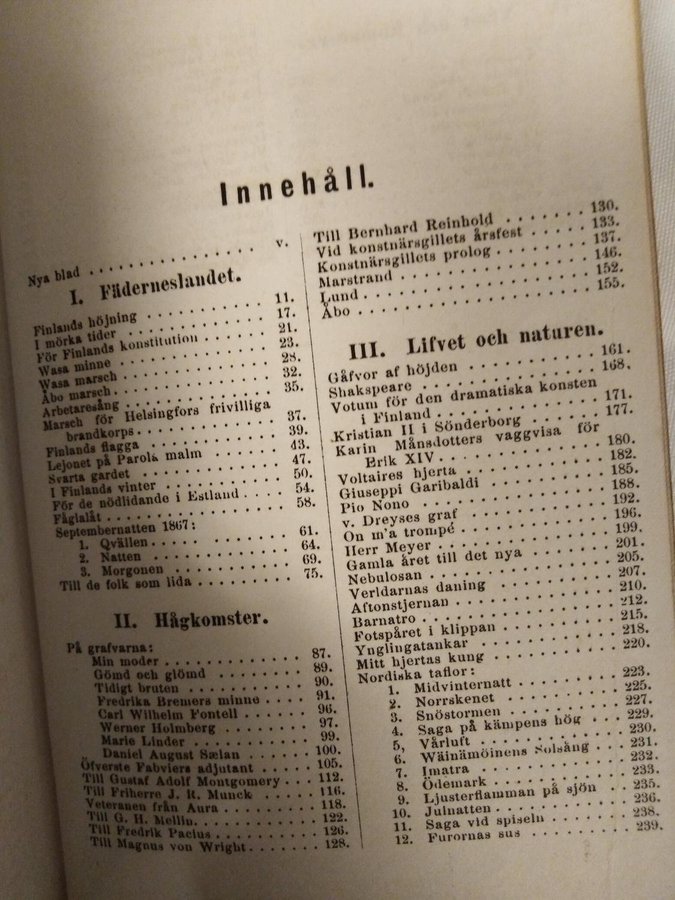 Innehåll.
Nya blad . . . . . . . . . . . . . . v.
I. Fäderneslandet.
Finlands höjning . . . . . . . . . . 11.
I mörka tider . . . . . . . . . . . 17.
För Finlands konstitution . . . . . . 21.
Wasa minne . . . . . . . . . . . . 23.
Wasa marsch . . . . . . . . . . . . 28.
Åbo marsch . . . . . . . . . . . . 32.
Arbetaresång . . . . . . . . . . . 35.
Marsch för Helsingfors frivilliga
brandkorps . . . . . . . . . . . 37.
Finlands flagga . . . . . . . . . . 39.
Lejonet på Parola malm . . . . . . . 43.
Svarta gardet . . . . . . . . . . . 47.
I Finlands vinter . . . . . . . . . 50.
För de nödlidande i Estland . . . . . 54.
Fåglalåt . . . . . . . . . . . . . 58.
Septembernatten 1867:
1. Qvällen . . . . . . . . . . . 61.
2. Natten . . . . . . . . . . . 64.
3. Morgonen . . . . . . . . . . 69.
Till de folk som lida . . . . . . . . 75.
II. Hågkomster.
På grafvarna:
Min moder . . . . . . . . . . . 87.
Gömd och glömd . . . . . . . . . 89.
Tidigt bruten . . . . . . . . . . 90.
Fredrika Bremers minne . . . . . . 91.
Carl Wilhelm Fontell . . . . . . . 96.
Werner Holmberg . . . . . . . . . 97.
Marie Linder . . . . . . . . . . 99.
Daniel August Sælan . . . . . . . 100.
Öfverste Fabviers adjutant . . . . . . 105.
Till Gustaf Adolf Montgomery . . . . . 112.
Till Friherre J. R. Munck . . . . . . 116.
Veteranen från Aura . . . . . . . . 118.
Till G. H. Mellin . . . . . . . . . 122.
Till Fredrik Pacius . . . . . . . . . 126.
Till Magnus von Wright . . . . . . . . 128.
Till Bernhard Reinhold . . . . . . . 130.
Vid konstnärsgillets årsfest . . . . . 133.
Konstnärsgillets prolog . . . . . . . 137.
Marstrand . . . . . . . . . . . . . 146.
Lund . . . . . . . . . . . . . . . 152.
Åbo . . . . . . . . . . . . . . . 155.
III. Lifvet och naturen.
Gåfvor af höjden . . . . . . . . . . 161.
Shakspeare . . . . . . . . . . . . 168.
Votum för den dramatiska konsten
i Finland . . . . . . . . . . . 171.
Kristian II i Sönderborg . . . . . . . 177.
Karin Månsdotters vaggvisa för
Erik XIV . . . . . . . . . . . . 180.
Voltaires hjerta . . . . . . . . . . 182.
Giuseppi Garibaldi . . . . . . . . . 185.
Pio Nono . . . . . . . . . . . . . 188.
v. Dreyses graf . . . . . . . . . . 192.
On m'a trompé . . . . . . . . . . . 196.
Herr Meyer . . . . . . . . . . . . 199.
Gamla året till det nya . . . . . . . 201.
Nebulosan . . . . . . . . . . . . . 205.
Verldarnas daning . . . . . . . . . . 207.
Aftonstjernan . . . . . . . . . . . 210.
Barnatro . . . . . . . . . . . . . 212.
Fotspåret i klippan . . . . . . . . . 215.
Ynglingatankar . . . . . . . . . . . 218.
Mitt hjertas kung . . . . . . . . . . 220.
Nordiska taflor:
1. Midvinternatt . . . . . . . . . 223.
2. Norrskenet . . . . . . . . . . 225.
3. Snöstormen . . . . . . . . . . 227.
4. Saga på kämpens hög . . . . . . 229.
5, Vårluft . . . . . . . . . . . 230.
6. Wäinämöinens Solsång . . . . . . 231.
7. Imatra . . . . . . . . . . . . 232.
8. Ödemark . . . . . . . . . . . 233.
9. Ljusterflamman på sjön . . . . . 235.
10. Julnatten . . . . . . . . . . 236.
11. Saga vid spiseln . . . . . . . . 238.
12. Furornas sus . . . . . . . . . 239.